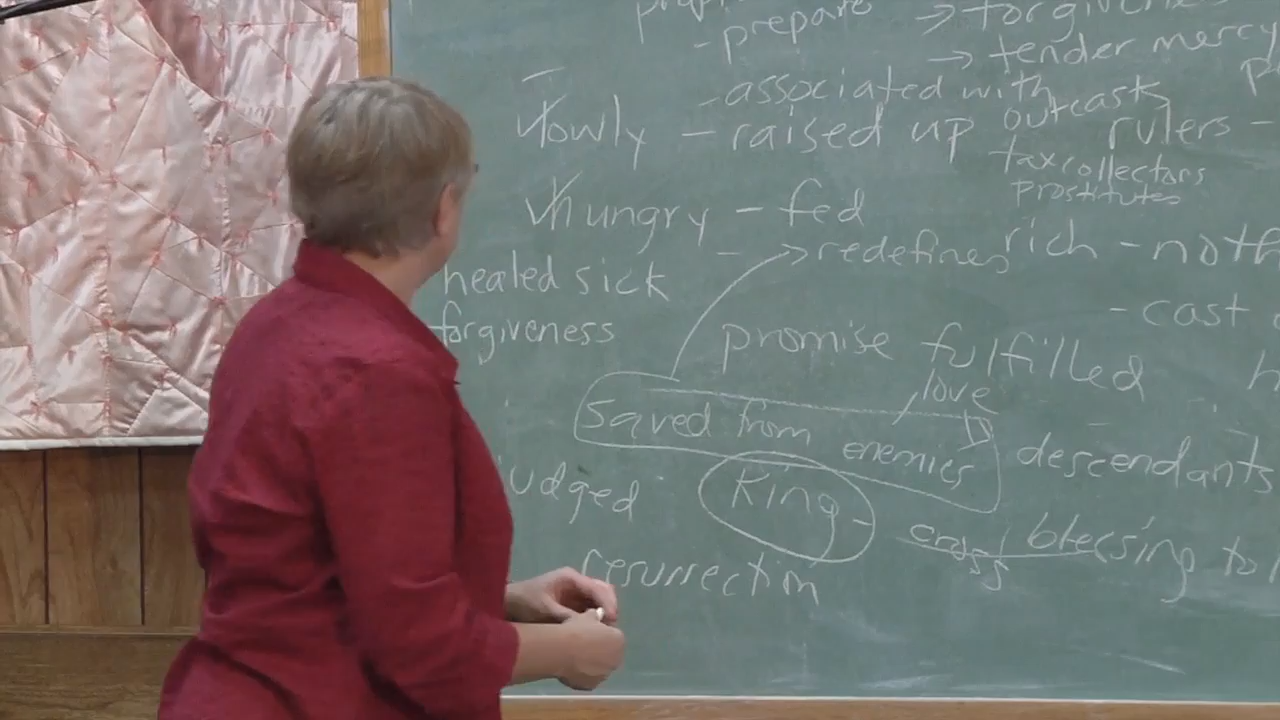 - prepare → forgiveness
→ tender mercy
- associated with outcasts
lowly - raised up rulers -
tax collectors
prostitutes
hungry - fed
→ redefines rich - noth
healed sick
- cast
forgiveness
promise fulfilled
love
saved from enemies
descendants
udged
King
cross blessing to
resurrection